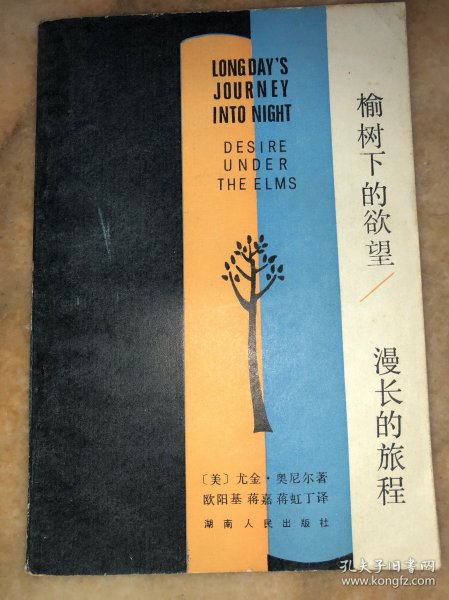 LONG DAY'S
JOURNEY
INTO NIGHT
DESIRE
UNDER
THE ELMS
榆树下的欲望/
漫长的旅程
〔美〕尤金·奥尼尔著
欧阳基 蒋嘉 蒋虹丁译
湖南人民出版社
孔夫子旧书网
www.kongfz.com